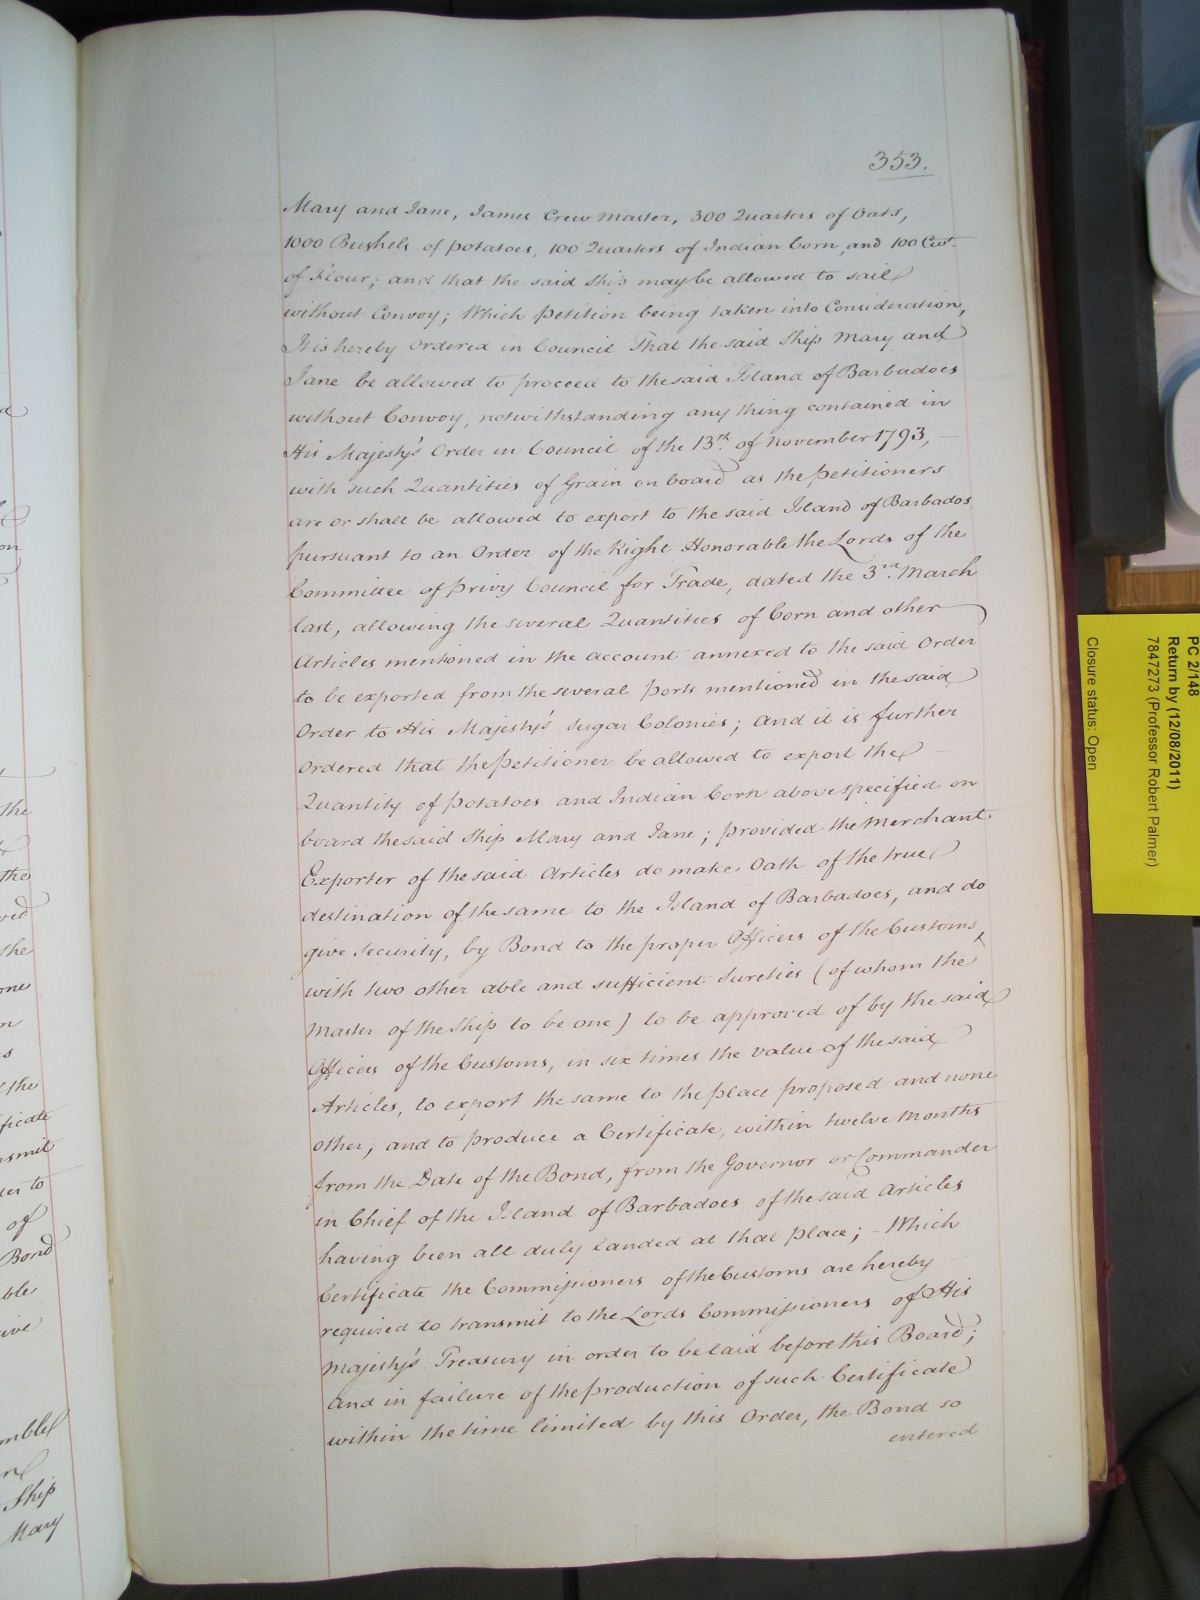 353.
Mary and Jane, James Crew Master, 300 Quarters of Oats,
1000 Bushels of potatoes, 100 Quarters of Indian Corn, and 100 Cwt.
of Flour; and that the said Ship may be allowed to sail
without Convoy; Which petition being taken into Consideration,
It is hereby Ordered in Council That the said Ship Mary and
Jane be allowed to proceed to the said Island of Barbadoes
without Convoy, notwithstanding any thing contained in
His Majesty's Order in Council of the 13th. of November 1793, —
with such Quantities of Grain on board as the petitioners
are or shall be allowed to export to the said Island of Barbados
pursuant to an Order of the Right Honorable the Lords of the
Committee of Privy Council for Trade, dated the 3rd. March
last, allowing the several Quantities of Corn and other
Articles mentioned in the account annexed to the said Order
to be exported from the several ports mentioned in the said
Order to His Majesty's Sugar Colonies; And it is further
Ordered that the Petitioner be allowed to export the —
Quantity of potatoes and Indian Corn above specified on
board the said Ship Mary and Jane; provided the Merchant
Exporter of the said Articles do make Oath of the true
destination of the same to the Island of Barbadoes, and do
give Security, by Bond to the proper Officers of the Customs
with two other able and sufficient Sureties (of whom the
Master of the Ship to be one) to be approved of by the said
Officers of the Customs, in six times the value of the said
Articles, to export the same to the place proposed and none
other; and to produce a Certificate, within twelve Months
from the Date of the Bond, from the Governor or Commander
in Chief of the Island of Barbadoes of the said Articles
having been all duly landed at that place; – Which
Certificate the Commissioners of the Customs are hereby
required to transmit to the Lords Commissioners of His
Majesty's Treasury in order to be laid before this Board;
And in failure of the production of such Certificate
within the time limited by this Order, the Bond so
entered
PC 2/148
Return by (12/08/2011)
7847273 (Professor Robert Palmer)
Closure status: Open
on
the
the
ved
the
one
n
s
the
ficate
nsmit
der to
of
Bond
ble
ive
mble
Ship
Mary